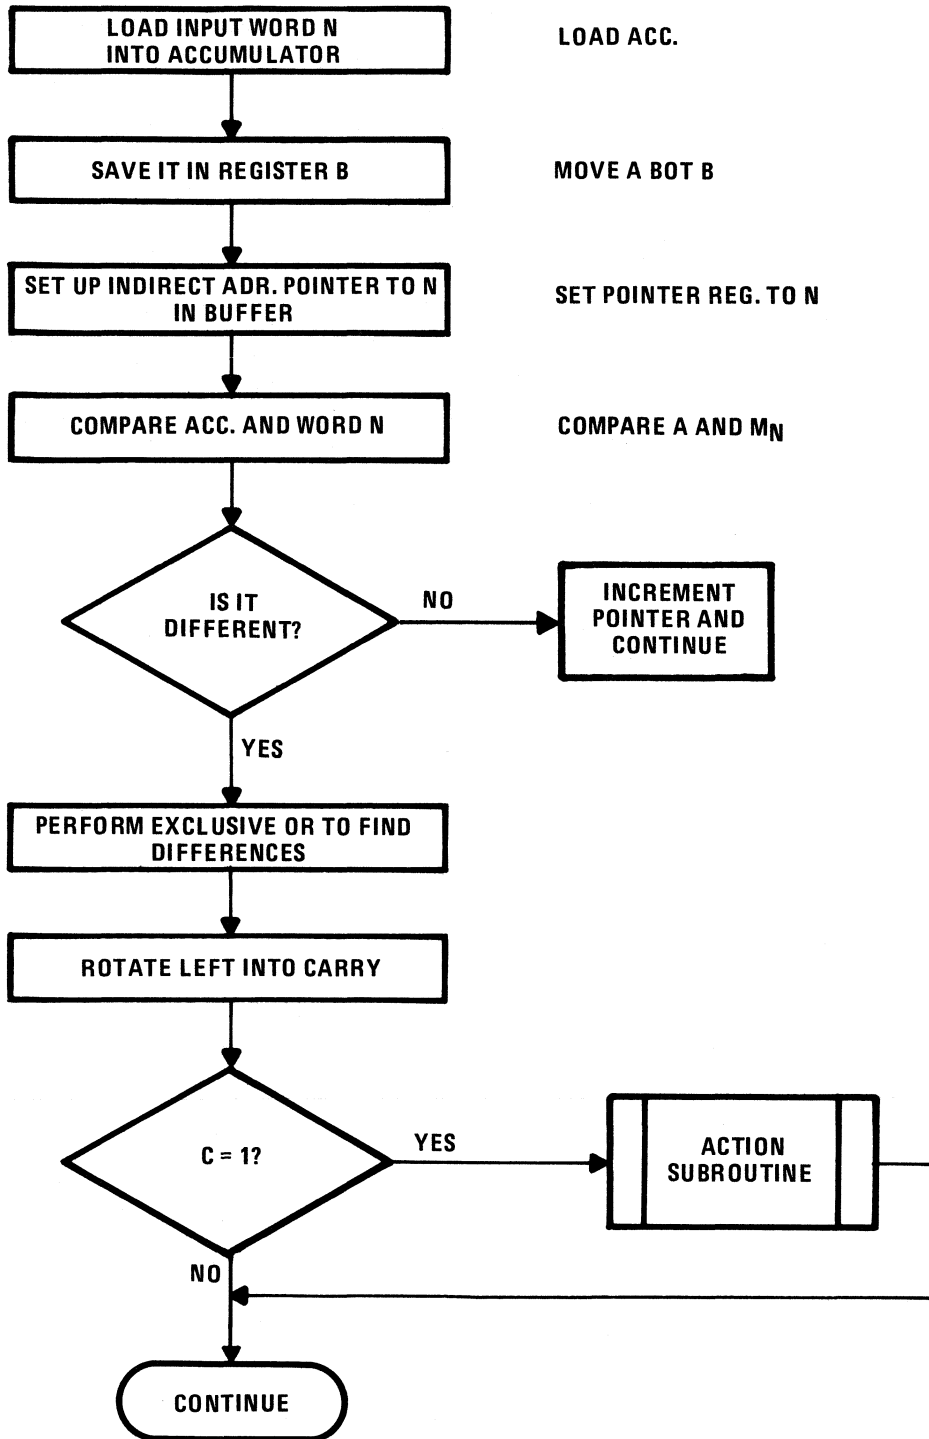 LOAD INPUT WORD N
INTO ACCUMULATOR
LOAD ACC.
SAVE IT IN REGISTER B
MOVE A BOT B
SET UP INDIRECT ADR. POINTER TO N
IN BUFFER
SET POINTER REG. TO N
COMPARE ACC. AND WORD N
COMPARE A AND MN
IS IT
DIFFERENT?
NO
INCREMENT
POINTER AND
CONTINUE
YES
PERFORM EXCLUSIVE OR TO FIND
DIFFERENCES
ROTATE LEFT INTO CARRY
C = 1?
YES
ACTION
SUBROUTINE
NO
CONTINUE